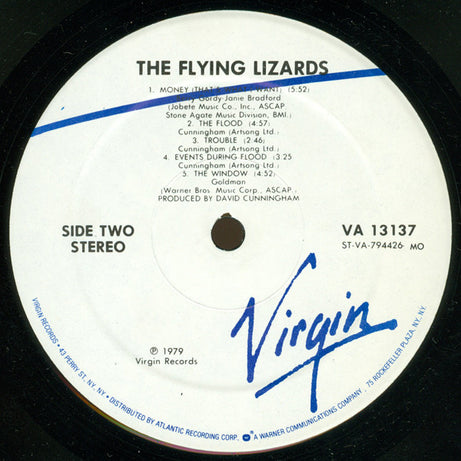 THE FLYING LIZARDS
1. MONEY (THAT'S WHAT I WANT) (5:52)
Berry Gordy-Janie Bradford
(Jobete Music Co., Inc., ASCAP.
Stone Agate Music Division, BMI.)
2. THE FLOOD (4:57)
Cunningham (Artsong Ltd.)
3. TROUBLE (2:46)
Cunningham (Artsong Ltd.)
4. EVENTS DURING FLOOD (3:25
Cunningham (Artsong Ltd.)
5. THE WINDOW (4:52)
Goldman
(Warner Bros. Music Corp., ASCAP.)
PRODUCED BY DAVID CUNNINGHAM
SIDE TWO
STEREO
VA 13137
ST-VA-794426 MO
℗ 1979
Virgin Records
Virgin
VIRGIN RECORDS • 43 PERRY ST, NY, NY • DISTRIBUTED BY ATLANTIC RECORDING CORP. ® A WARNER COMMUNICATIONS COMPANY, 75 ROCKEFELLER PLAZA, NY, NY.